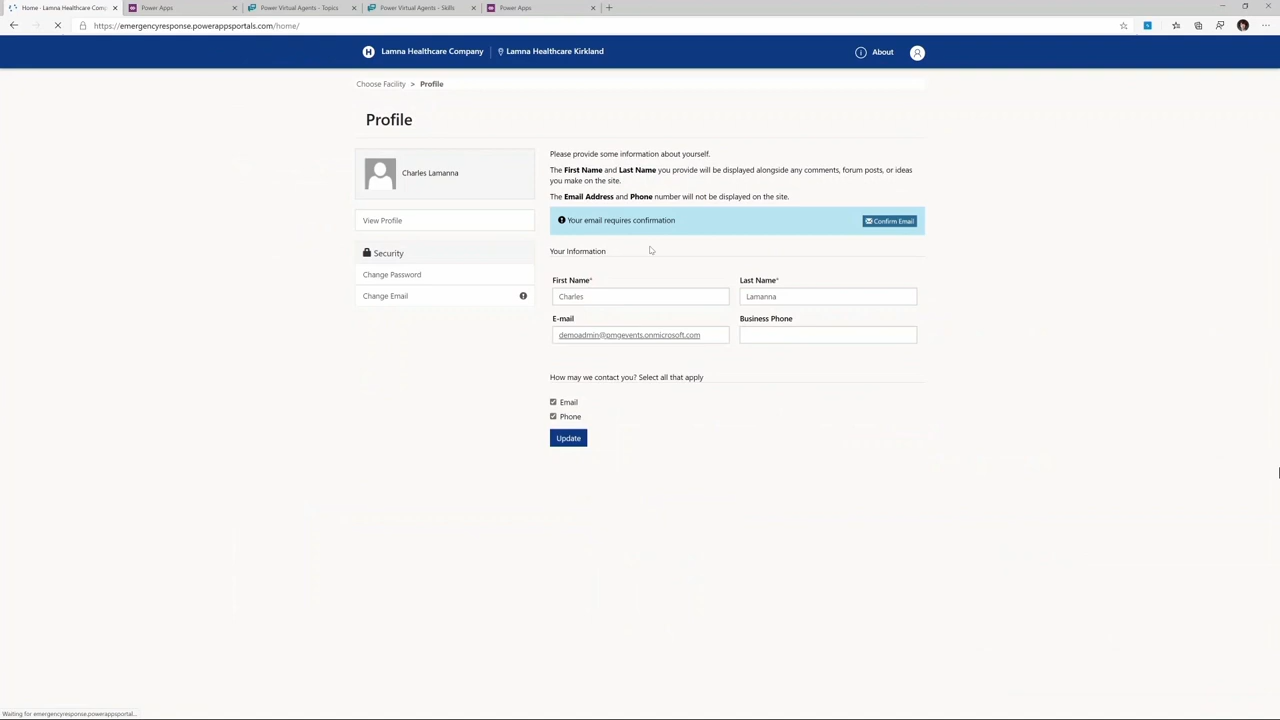 Home - Lamna Healthcare Comp
Power Apps
Power Virtual Agents - Topics
Power Virtual Agents - Skills
Power Apps
https://emergencyresponse.powerappsportals.com/home/
H Lamna Healthcare Company | Lamna Healthcare Kirkland
About
Choose Facility > Profile
Profile
Charles Lamanna
View Profile
Security
Change Password
Change Email
Please provide some information about yourself.
The First Name and Last Name you provide will be displayed alongside any comments, forum posts, or ideas
you make on the site.
The Email Address and Phone number will not be displayed on the site.
Your email requires confirmation
Confirm Email
Your Information
First Name*
Last Name*
Charles
Lamanna
E-mail
Business Phone
demoadmin@pmgevents.onmicrosoft.com
How may we contact you? Select all that apply
Email
Phone
Update
Waiting for emergencyresponse.powerappsportal...